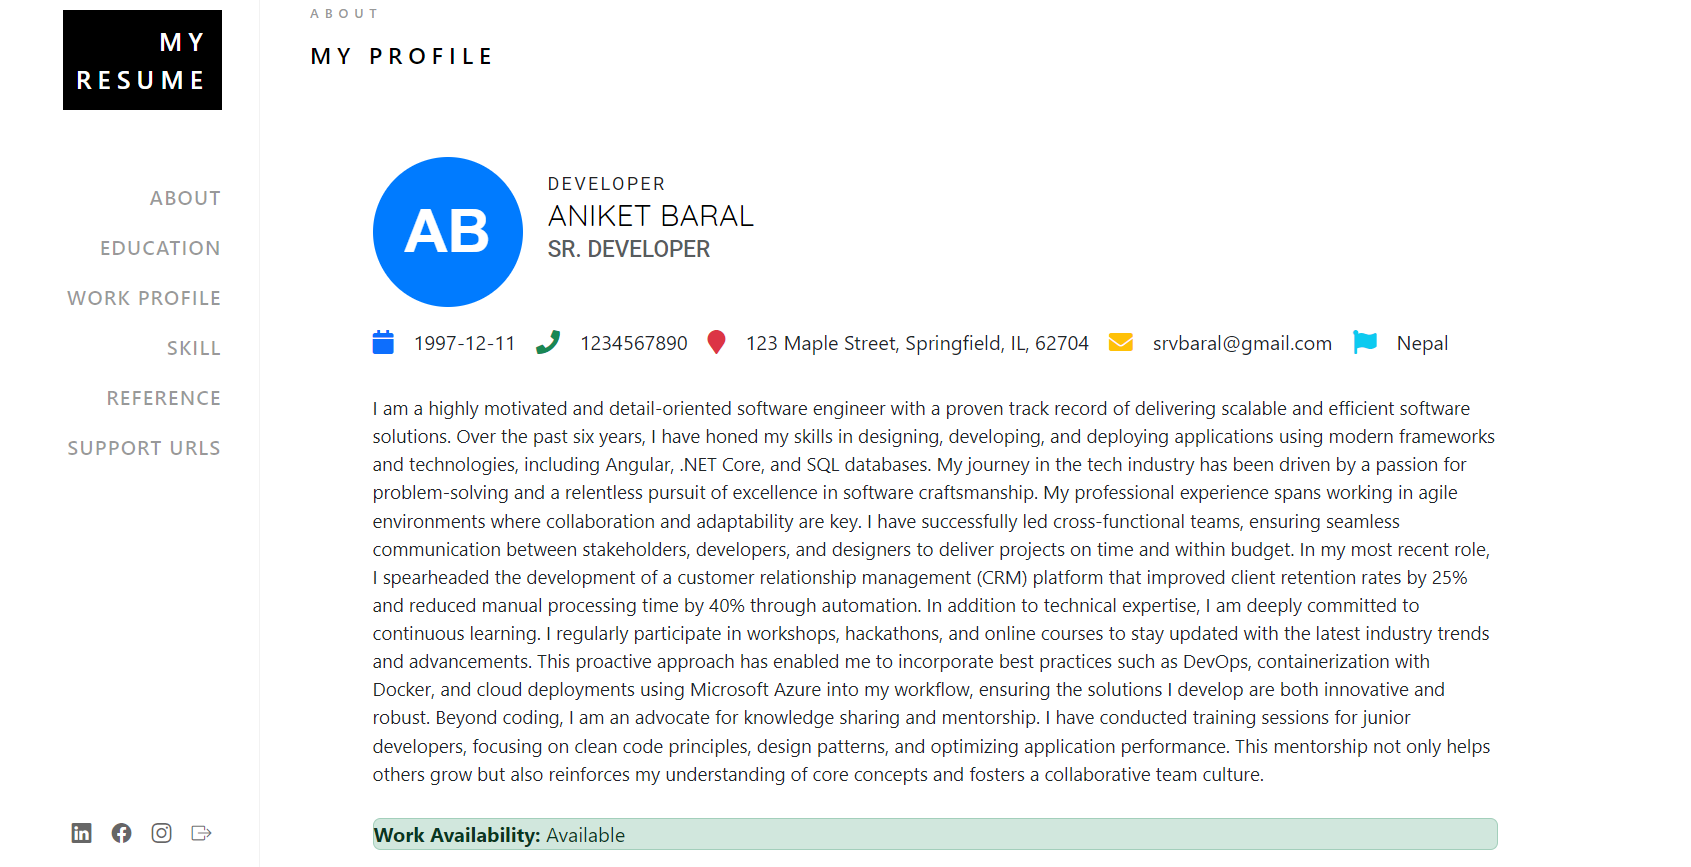 MY
RESUME
ABOUT
EDUCATION
WORK PROFILE
SKILL
REFERENCE
SUPPORT URLS
ABOUT
MY PROFILE
AB
DEVELOPER
ANIKET BARAL
SR. DEVELOPER
1997-12-11 1234567890 123 Maple Street, Springfield, IL, 62704 srvbaral@gmail.com Nepal
I am a highly motivated and detail-oriented software engineer with a proven track record of delivering scalable and efficient software
solutions. Over the past six years, I have honed my skills in designing, developing, and deploying applications using modern frameworks
and technologies, including Angular, .NET Core, and SQL databases. My journey in the tech industry has been driven by a passion for
problem-solving and a relentless pursuit of excellence in software craftsmanship. My professional experience spans working in agile
environments where collaboration and adaptability are key. I have successfully led cross-functional teams, ensuring seamless
communication between stakeholders, developers, and designers to deliver projects on time and within budget. In my most recent role,
I spearheaded the development of a customer relationship management (CRM) platform that improved client retention rates by 25%
and reduced manual processing time by 40% through automation. In addition to technical expertise, I am deeply committed to
continuous learning. I regularly participate in workshops, hackathons, and online courses to stay updated with the latest industry trends
and advancements. This proactive approach has enabled me to incorporate best practices such as DevOps, containerization with
Docker, and cloud deployments using Microsoft Azure into my workflow, ensuring the solutions I develop are both innovative and
robust. Beyond coding, I am an advocate for knowledge sharing and mentorship. I have conducted training sessions for junior
developers, focusing on clean code principles, design patterns, and optimizing application performance. This mentorship not only helps
others grow but also reinforces my understanding of core concepts and fosters a collaborative team culture.
Work Availability: Available